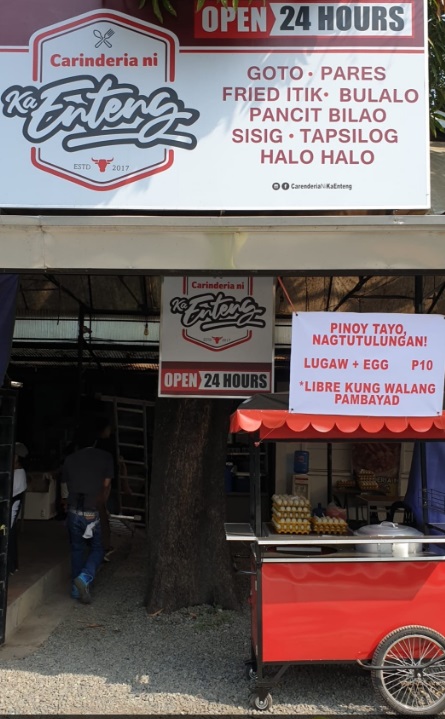 OPEN 24 HOURS
Carinderia ni
Ka Enteng
ESTD 2017
GOTO • PARES
FRIED ITIK • BULALO
PANCIT BILAO
SISIG • TAPSILOG
HALO HALO
CarenderiaNiKaEnteng
Carinderia ni
Ka Enteng
OPEN 24 HOURS
PINOY TAYO,
NAGTUTULUNGAN!
LUGAW + EGG P10
*LIBRE KUNG WALANG
PAMBAYAD